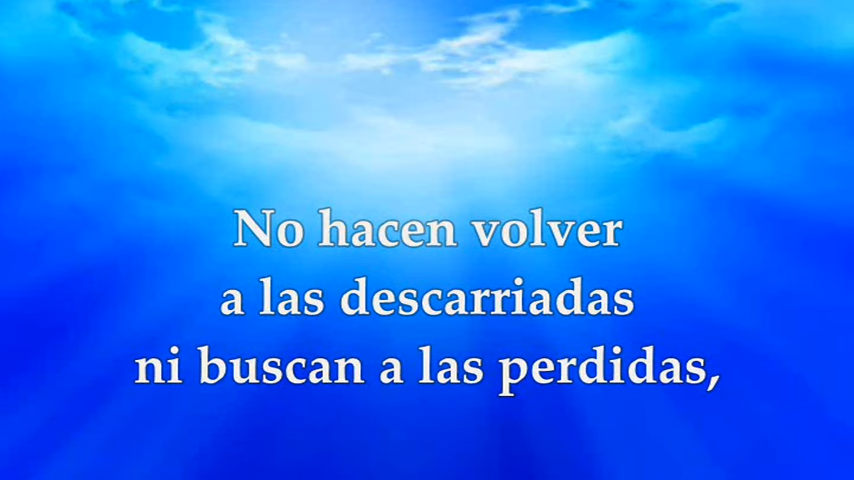 No hacen volver
a las descarriadas
ni buscan a las perdidas,